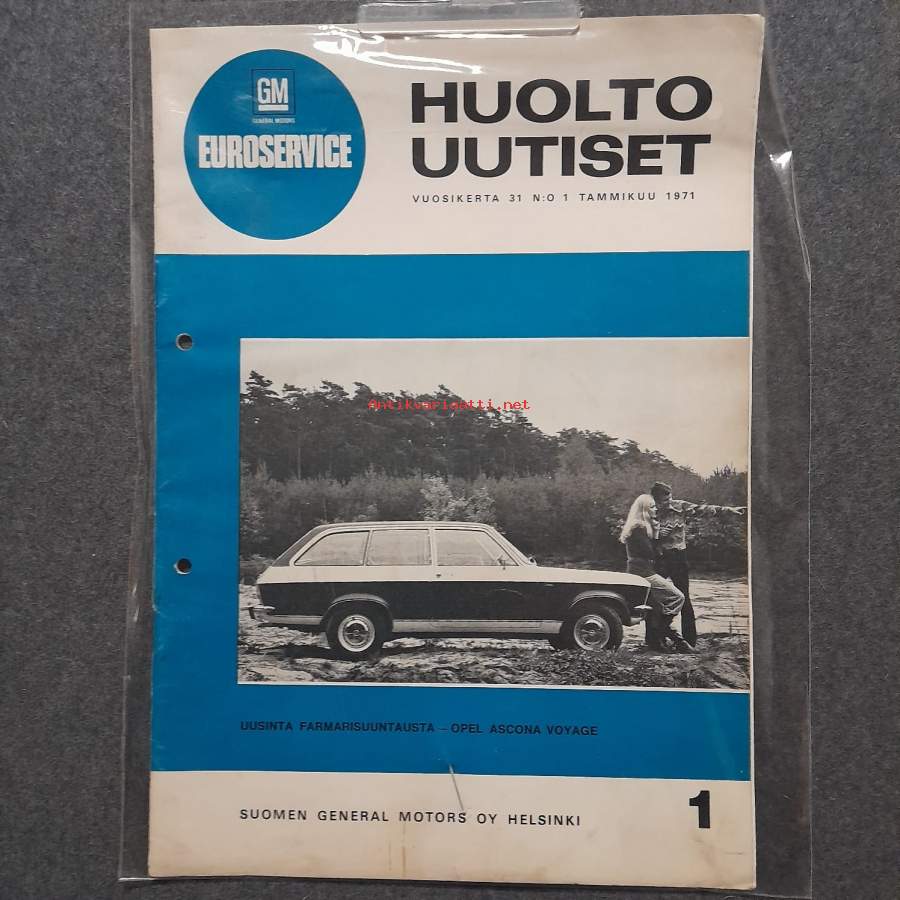 GM
GENERAL MOTORS
EUROSERVICE
HUOLTO
UUTISET
VUOSIKERTA 31 N:O 1 TAMMIKUU 1971
Antikvariaatti.net
UUSINTA FARMARISUUNTAUSTA – OPEL ASCONA VOYAGE
SUOMEN GENERAL MOTORS OY HELSINKI
1